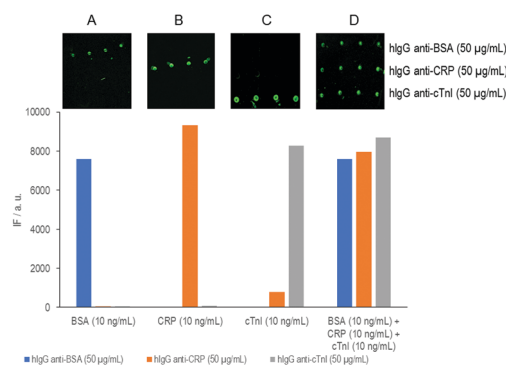 A B C D
hIgG anti-BSA (50 µg/mL)
hIgG anti-CRP (50 µg/mL)
hIgG anti-cTnI (50 µg/mL)
10000
8000
6000
4000
2000
0
IF / a. u.
BSA (10 ng/mL) CRP (10 ng/mL) cTnI (10 ng/mL) BSA (10 ng/mL) +
CRP (10 ng/mL) +
cTnI (10 ng/mL)
hIgG anti-BSA (50 µg/mL) hIgG anti-CRP (50 µg/mL) hIgG anti-cTnI (50 µg/mL)